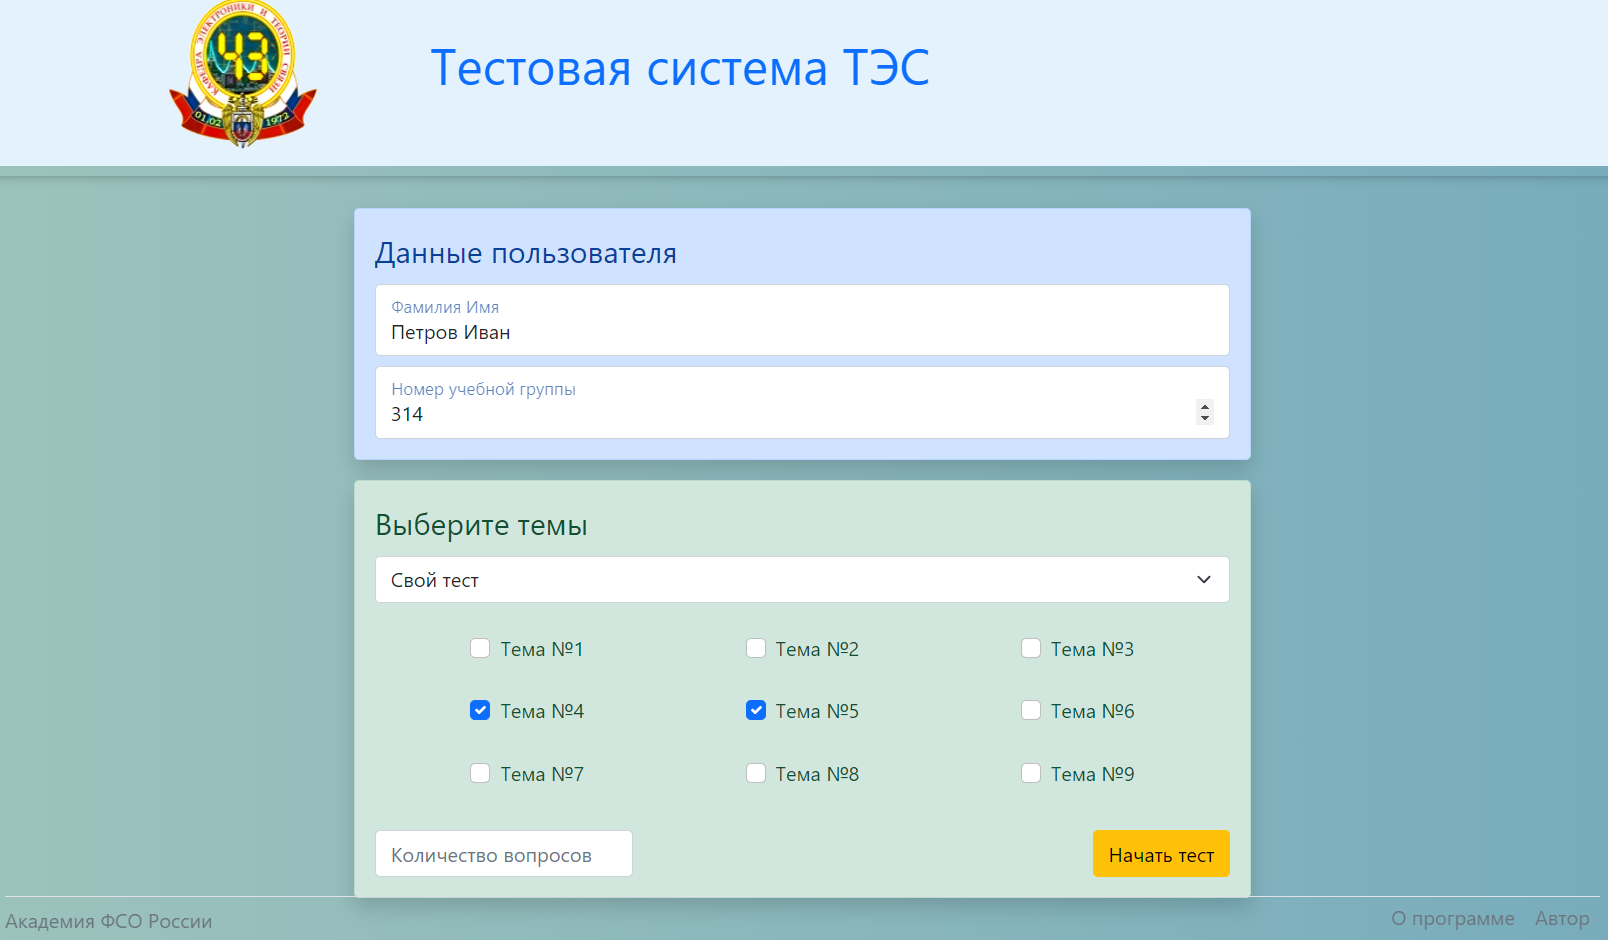 КАФЕДРА ЭЛЕКТРОНИКИ И ТЕОРИИ СВЯЗИ
43
01.02 1972
Тестовая система ТЭС
Данные пользователя
Фамилия Имя
Петров Иван
Номер учебной группы
314
Выберите темы
Свой тест
Тема №1 Тема №2 Тема №3
Тема №4 Тема №5 Тема №6
Тема №7 Тема №8 Тема №9
Количество вопросов Начать тест
Академия ФСО России О программе Автор